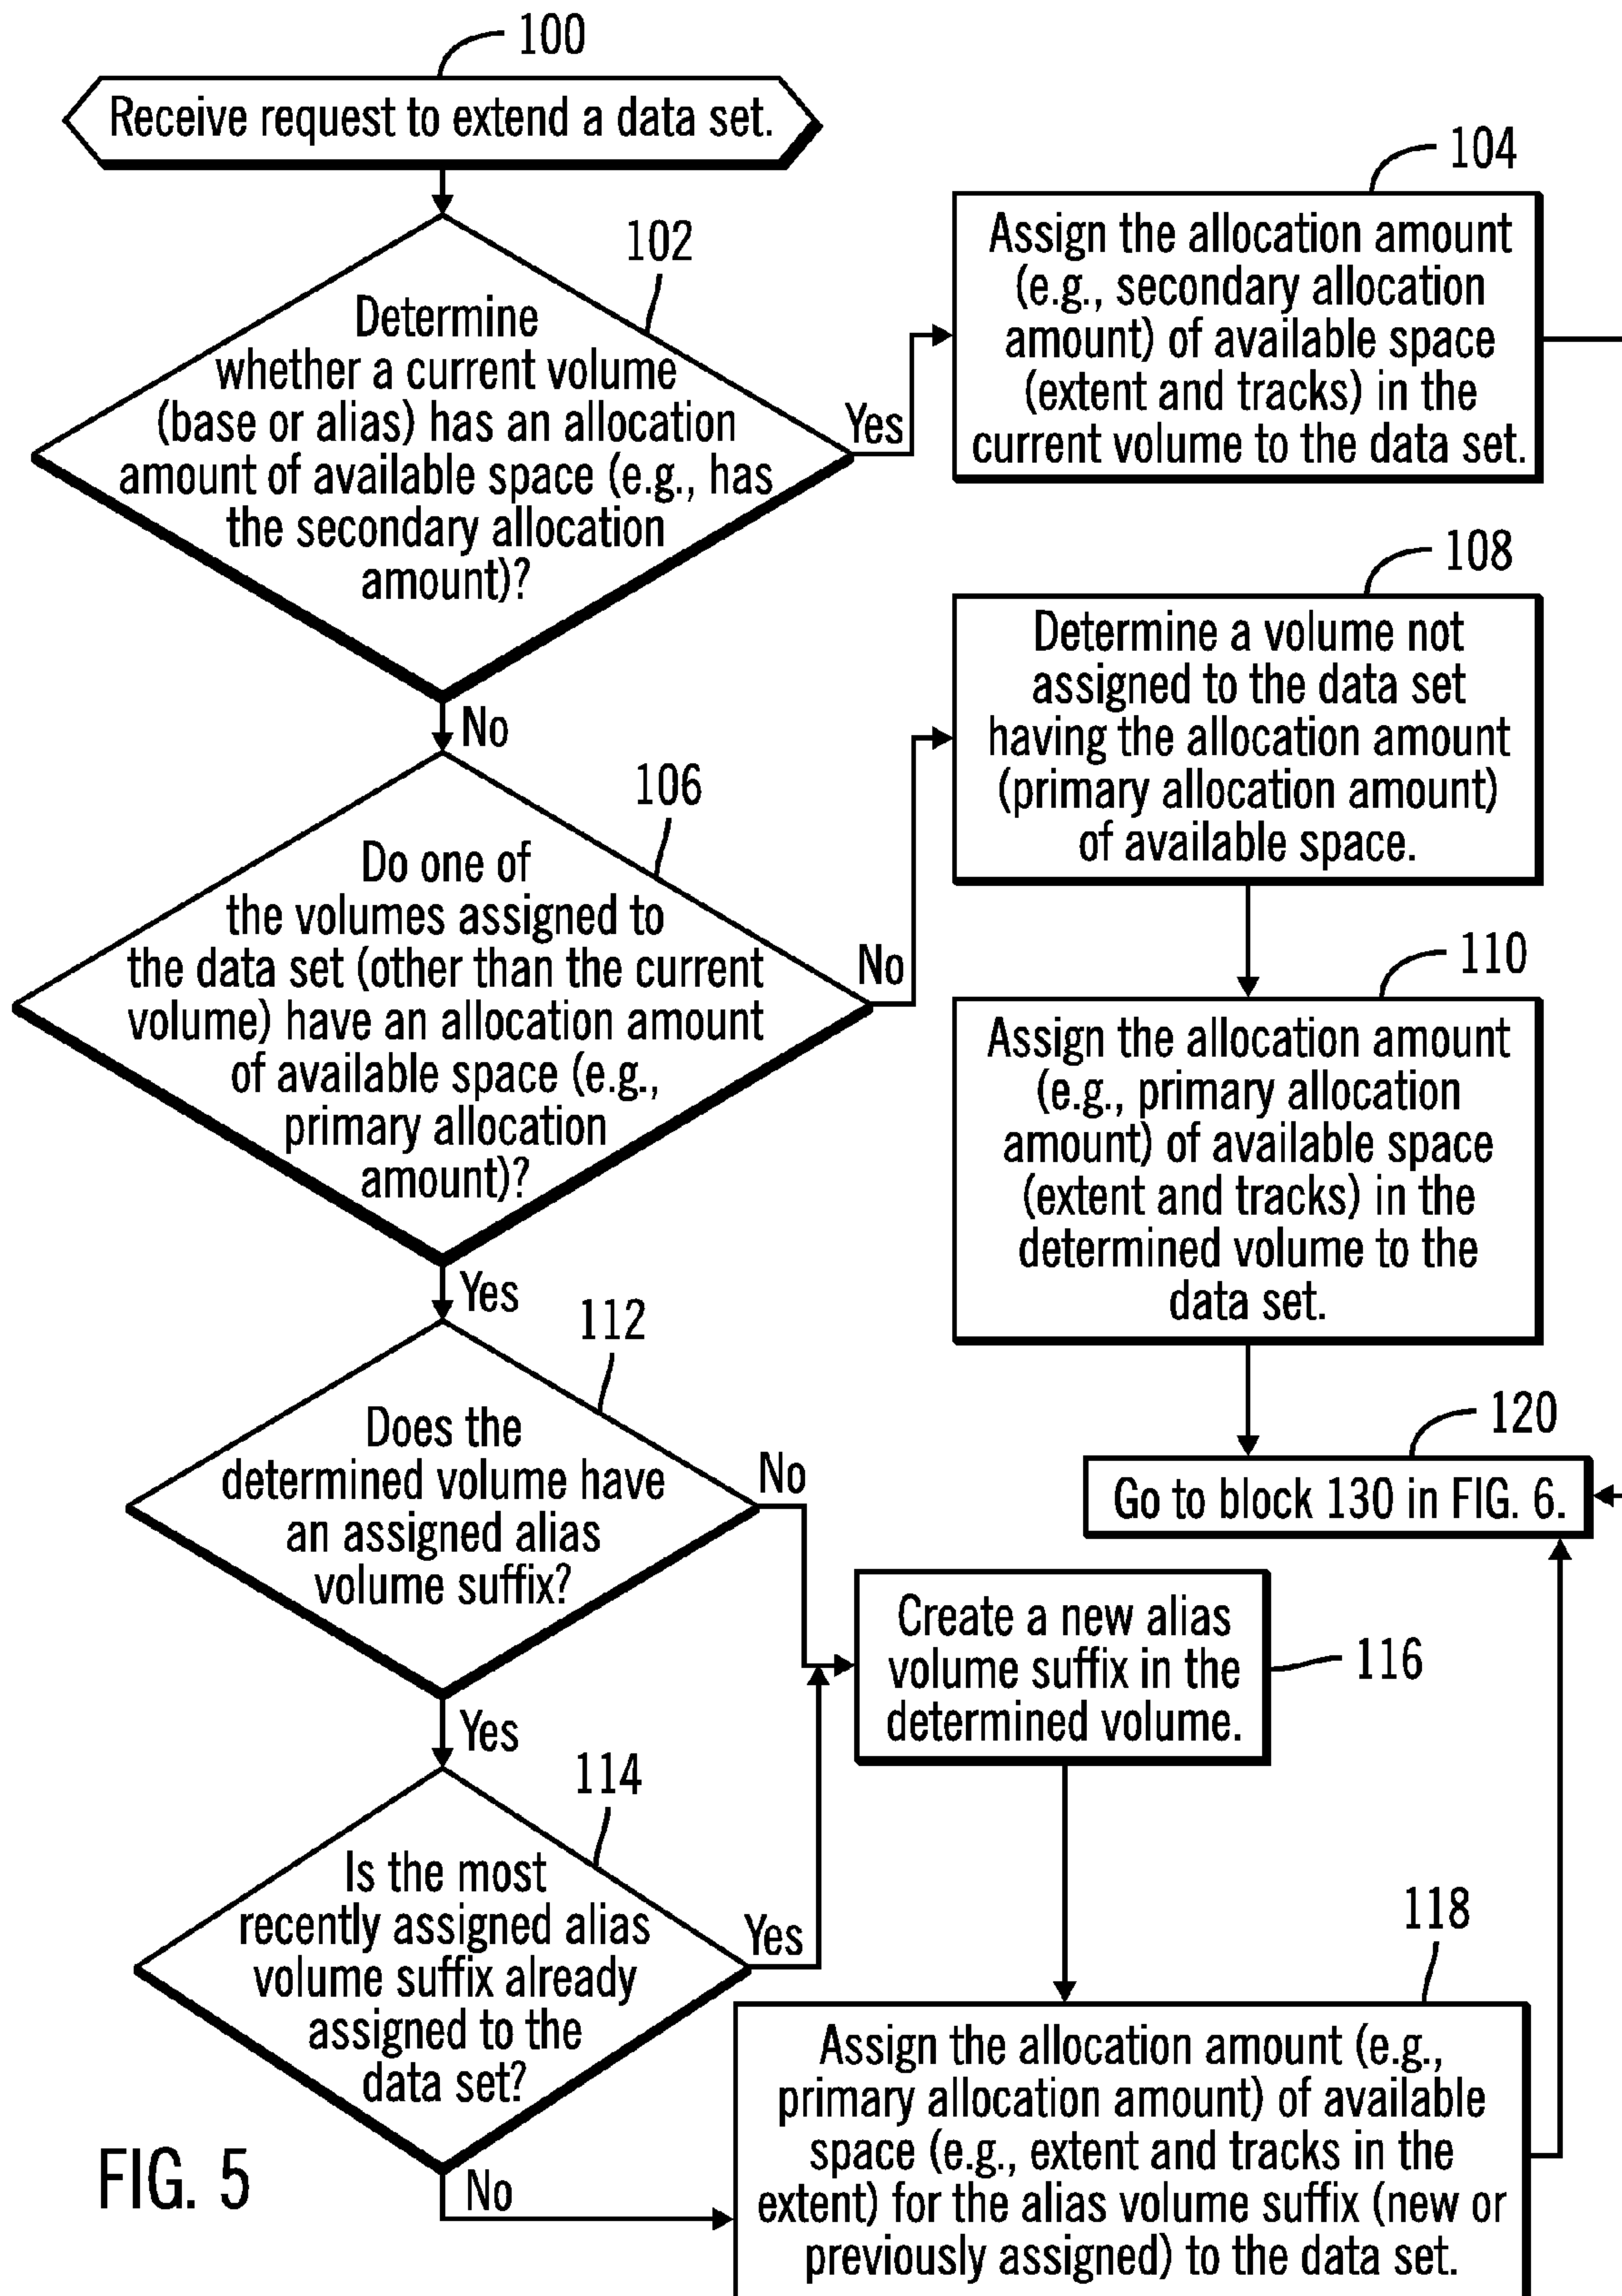 100
Receive request to extend a data set.
102
Determine
whether a current volume
(base or alias) has an allocation
amount of available space (e.g., has
the secondary allocation
amount)?
Yes
No
104
Assign the allocation amount
(e.g., secondary allocation
amount) of available space
(extent and tracks) in the
current volume to the data set.
106
Do one of
the volumes assigned to
the data set (other than the current
volume) have an allocation amount
of available space (e.g.,
primary allocation
amount)?
No
Yes
108
Determine a volume not
assigned to the data set
having the allocation amount
(primary allocation amount)
of available space.
110
Assign the allocation amount
(e.g., primary allocation
amount) of available space
(extent and tracks) in the
determined volume to the
data set.
112
Does the
determined volume have
an assigned alias
volume suffix?
No
Yes
120
Go to block 130 in FIG. 6.
114
Is the most
recently assigned alias
volume suffix already
assigned to the
data set?
Yes
No
Create a new alias
volume suffix in the
determined volume.
116
118
Assign the allocation amount (e.g.,
primary allocation amount) of available
space (e.g., extent and tracks in the
extent) for the alias volume suffix (new or
previously assigned) to the data set.
FIG. 5